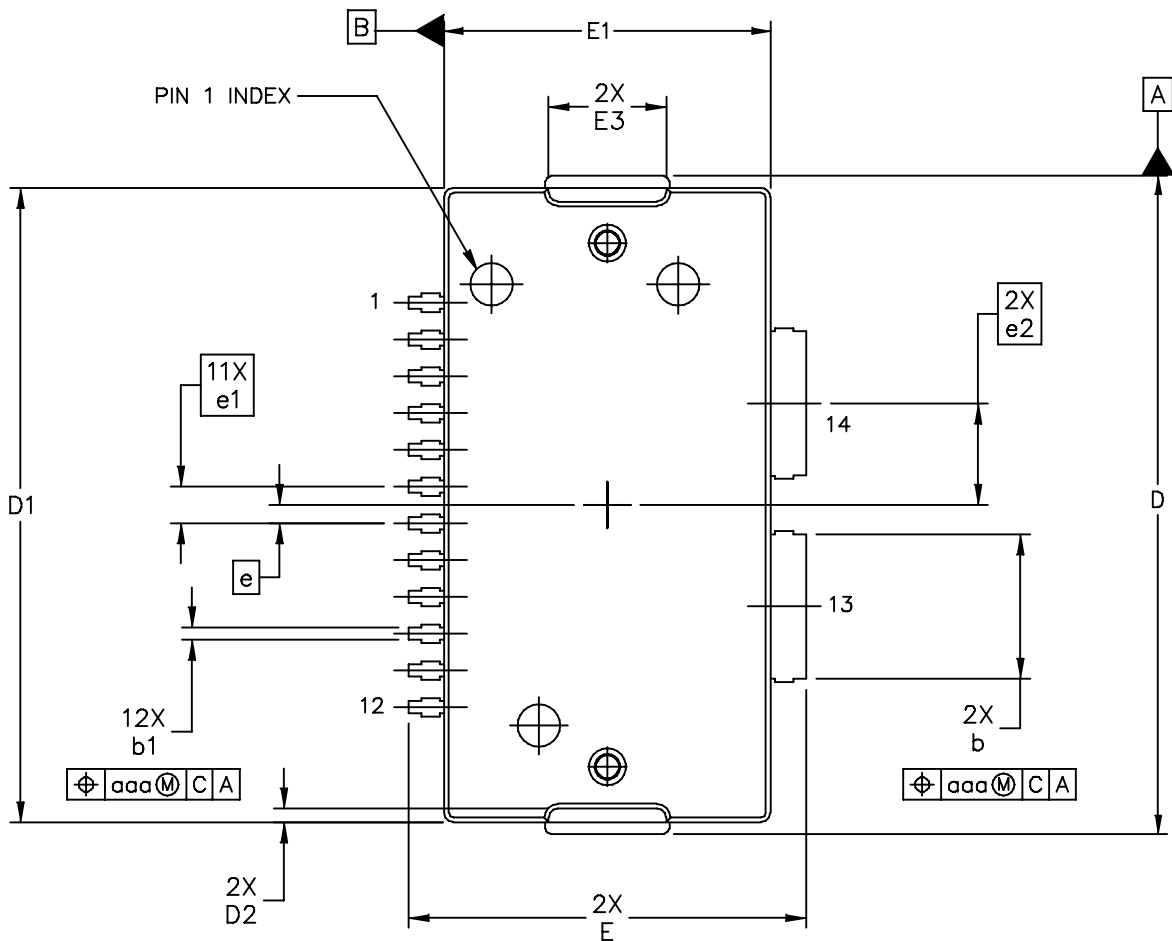 B
E1
PIN 1 INDEX
2X
E3
A
1
2X
e2
11X
e1
14
D1
D
e
13
12X
b1
12
2X
b
⌖ aaa Ⓜ C A
⌖ aaa Ⓜ C A
2X
D2
2X
E